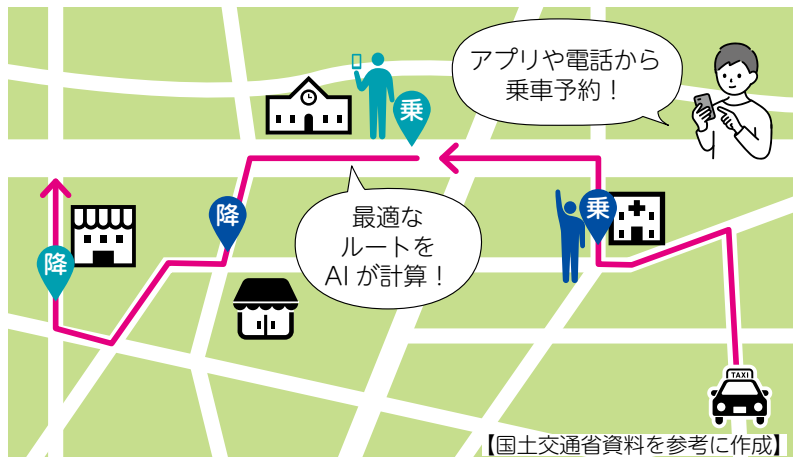 アプリや電話から
乗車予約！
乗
降
乗
最適な
ルートを
AIが計算！
降
TAXI
【国土交通省資料を参考に作成】